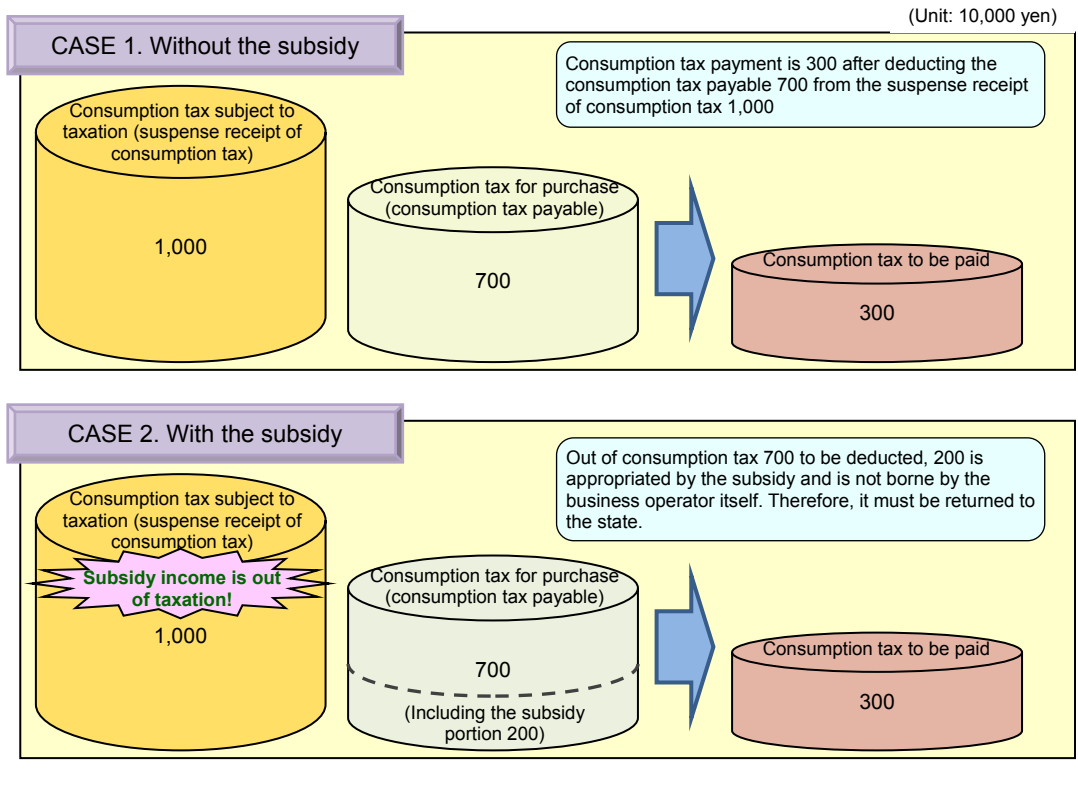 (Unit: 10,000 yen)
CASE 1. Without the subsidy
Consumption tax payment is 300 after deducting the
consumption tax payable 700 from the suspense receipt
of consumption tax 1,000
Consumption tax subject to
taxation (suspense receipt of
consumption tax)
1,000
Consumption tax for purchase
(consumption tax payable)
700
Consumption tax to be paid
300
CASE 2. With the subsidy
Out of consumption tax 700 to be deducted, 200 is
appropriated by the subsidy and is not borne by the
business operator itself. Therefore, it must be returned to
the state.
Consumption tax subject to
taxation (suspense receipt of
consumption tax)
Subsidy income is out
of taxation!
1,000
Consumption tax for purchase
(consumption tax payable)
700
(Including the subsidy
portion 200)
Consumption tax to be paid
300